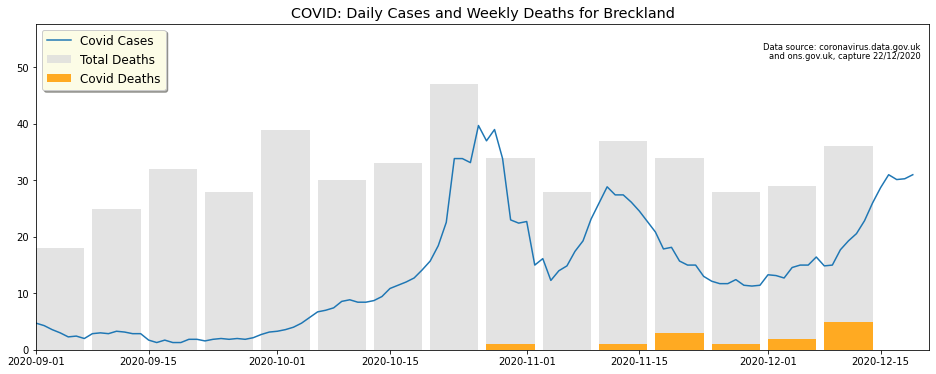 COVID: Daily Cases and Weekly Deaths for Breckland
Covid Cases
Total Deaths
Covid Deaths
Data source: coronavirus.data.gov.uk
and ons.gov.uk, capture 22/12/2020
50
40
30
20
10
0
2020-09-01 2020-09-15 2020-10-01 2020-10-15 2020-11-01 2020-11-15 2020-12-01 2020-12-15